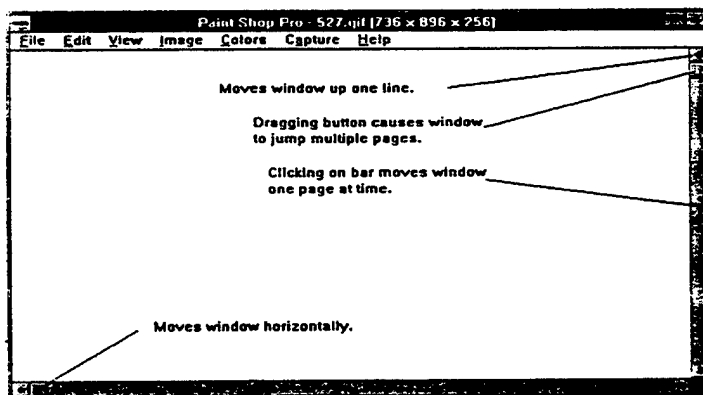 Paint Shop Pro - 527.gif [736 x 896 x 256]
File Edit View Image Colors Capture Help
Moves window up one line.
Dragging button causes window
to jump multiple pages.
Clicking on bar moves window
one page at time.
Moves window horizontally.